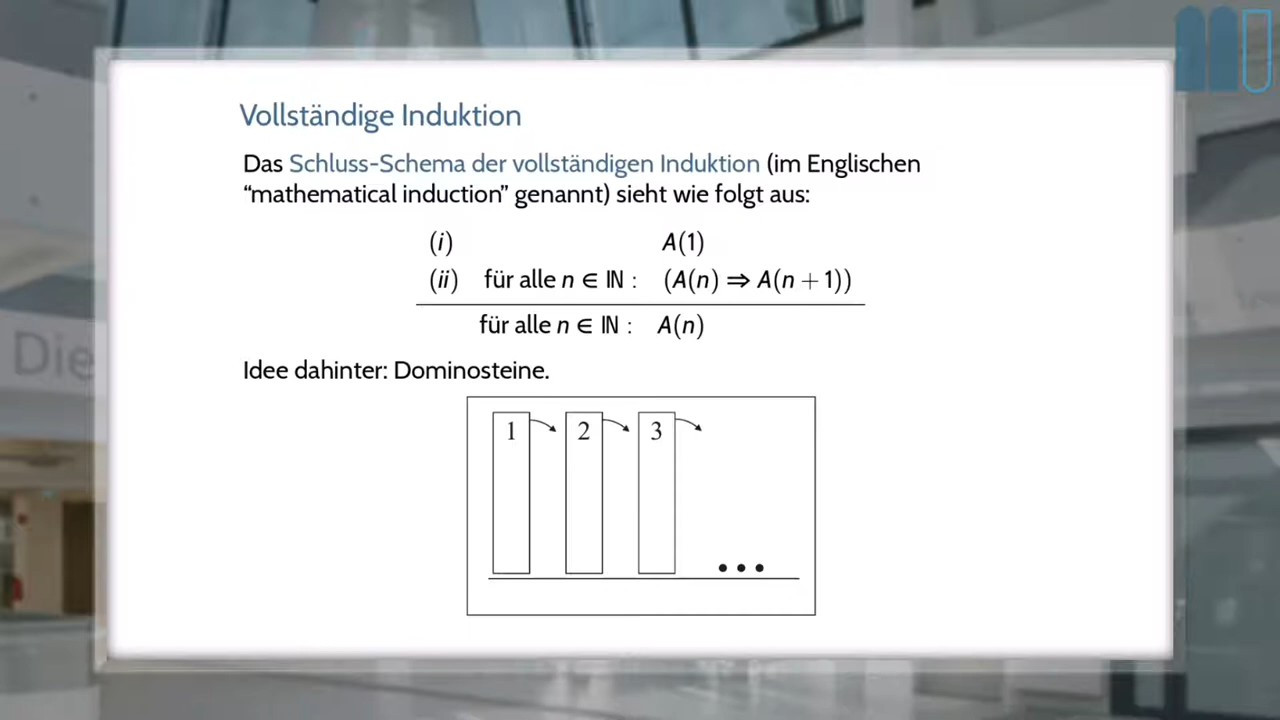 Vollständige Induktion
Das Schluss-Schema der vollständigen Induktion (im Englischen
“mathematical induction” genannt) sieht wie folgt aus:
(i) A(1)
(ii) für alle n ∈ ℕ : (A(n) ⇒ A(n + 1))
für alle n ∈ ℕ : A(n)
Idee dahinter: Dominosteine.
1 2 3
•••
Die